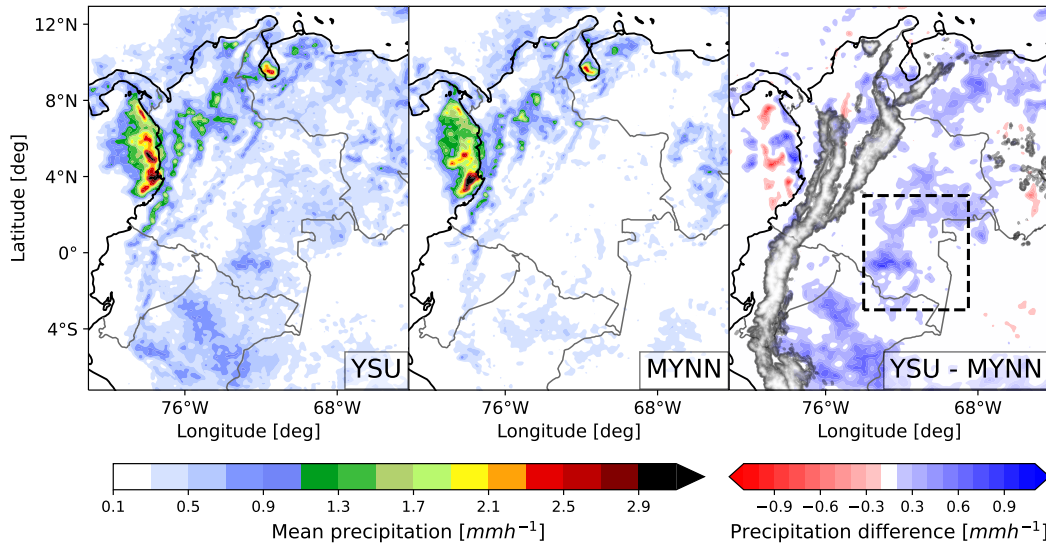 12°N
8°N
4°N
0°
4°S
Latitude [deg]
YSU
MYNN
YSU - MYNN
76°W 68°W 76°W 68°W 76°W 68°W
Longitude [deg] Longitude [deg] Longitude [deg]
0.1 0.5 0.9 1.3 1.7 2.1 2.5 2.9
Mean precipitation [mmh⁻¹]
−0.9 −0.6 −0.3 0.3 0.6 0.9
Precipitation difference [mmh⁻¹]